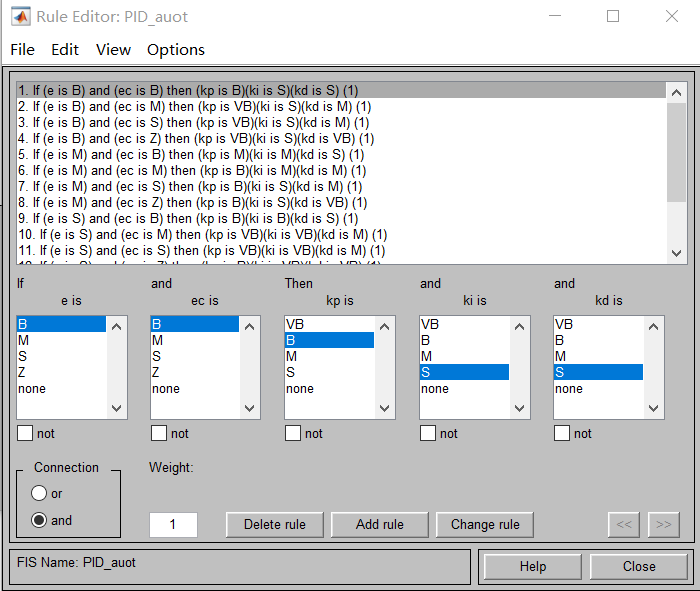 Rule Editor: PID_auot
File Edit View Options
1. If (e is B) and (ec is B) then (kp is B)(ki is S)(kd is S) (1)
2. If (e is B) and (ec is M) then (kp is VB)(ki is S)(kd is M) (1)
3. If (e is B) and (ec is S) then (kp is VB)(ki is S)(kd is M) (1)
4. If (e is B) and (ec is Z) then (kp is VB)(ki is S)(kd is VB) (1)
5. If (e is M) and (ec is B) then (kp is M)(ki is M)(kd is S) (1)
6. If (e is M) and (ec is M) then (kp is B)(ki is M)(kd is M) (1)
7. If (e is M) and (ec is S) then (kp is B)(ki is S)(kd is M) (1)
8. If (e is M) and (ec is Z) then (kp is B)(ki is S)(kd is VB) (1)
9. If (e is S) and (ec is B) then (kp is B)(ki is B)(kd is S) (1)
10. If (e is S) and (ec is M) then (kp is VB)(ki is VB)(kd is M) (1)
11. If (e is S) and (ec is S) then (kp is VB)(ki is VB)(kd is M) (1)
If and Then and and
e is ec is kp is ki is kd is
B B VB VB VB
M M B B B
S S M M M
Z Z S S S
none none none none none
not not not not not
Connection Weight:
or
and 1 Delete rule Add rule Change rule << >>
FIS Name: PID_auot Help Close